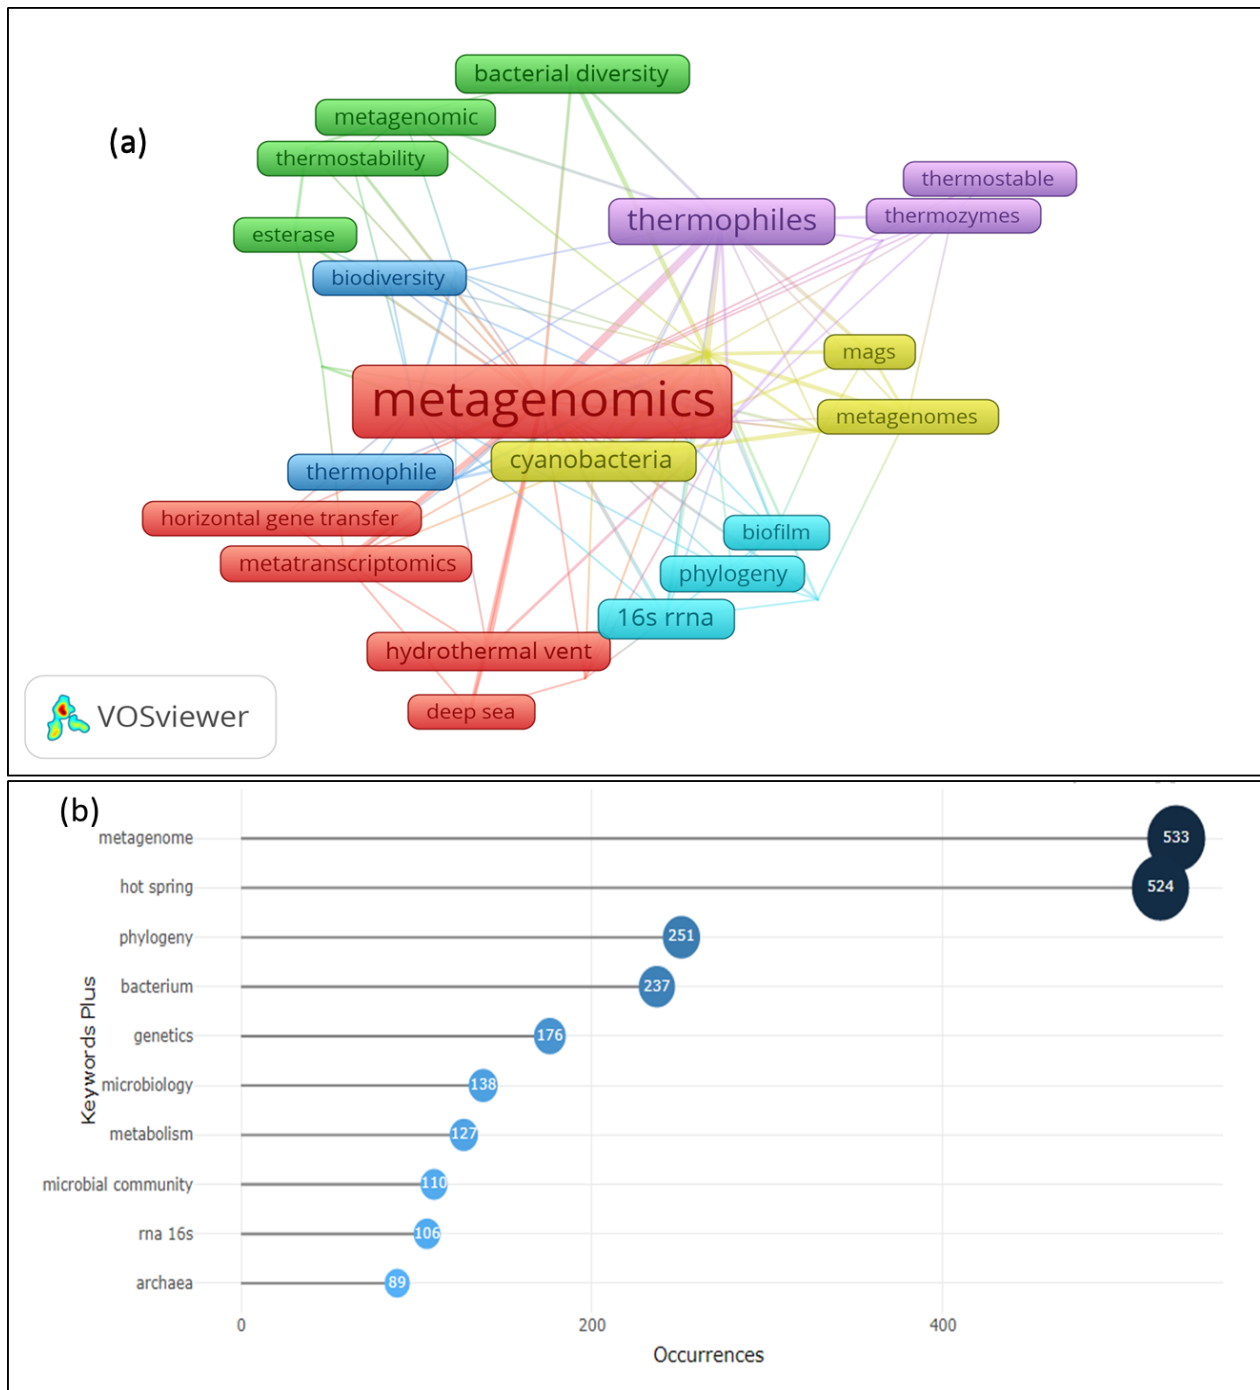 bacterial diversity
metagenomic
(a)
thermostability
thermostable
thermophiles
thermozymes
esterase
biodiversity
mags
metagenomics
metagenomes
cyanobacteria
thermophile
horizontal gene transfer
biofilm
metatranscriptomics
phylogeny
16s rrna
hydrothermal vent
deep sea
VOSviewer
(b)
metagenome
533
hot spring
524
phylogeny
251
bacterium
237
genetics
176
microbiology
138
metabolism
127
microbial community
110
rna 16s
106
archaea
89
Keywords Plus
0
200
400
Occurrences